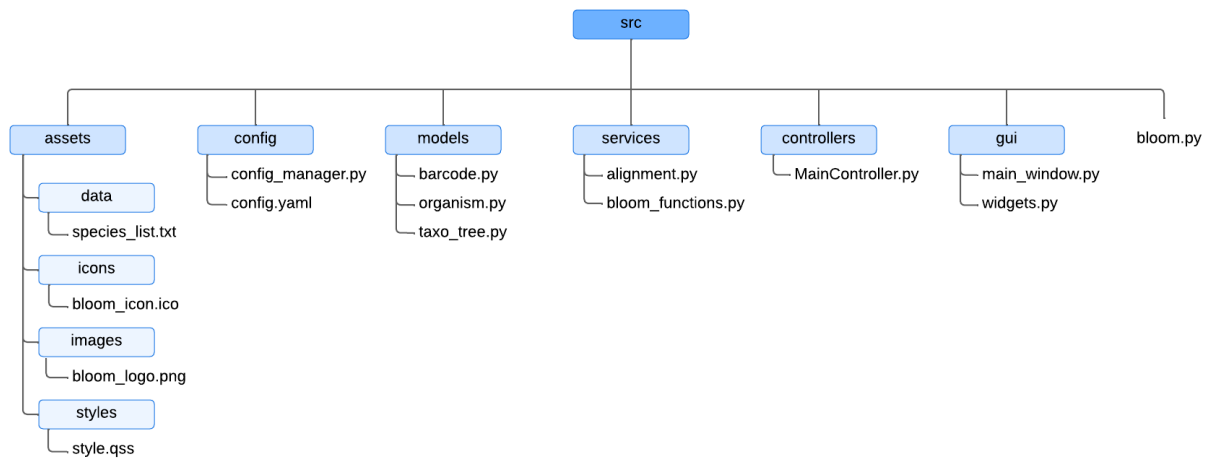 src
assets
data
species_list.txt
icons
bloom_icon.ico
images
bloom_logo.png
styles
style.qss
config
config_manager.py
config.yaml
models
barcode.py
organism.py
taxo_tree.py
services
alignment.py
bloom_functions.py
controllers
MainController.py
gui
main_window.py
widgets.py
bloom.py